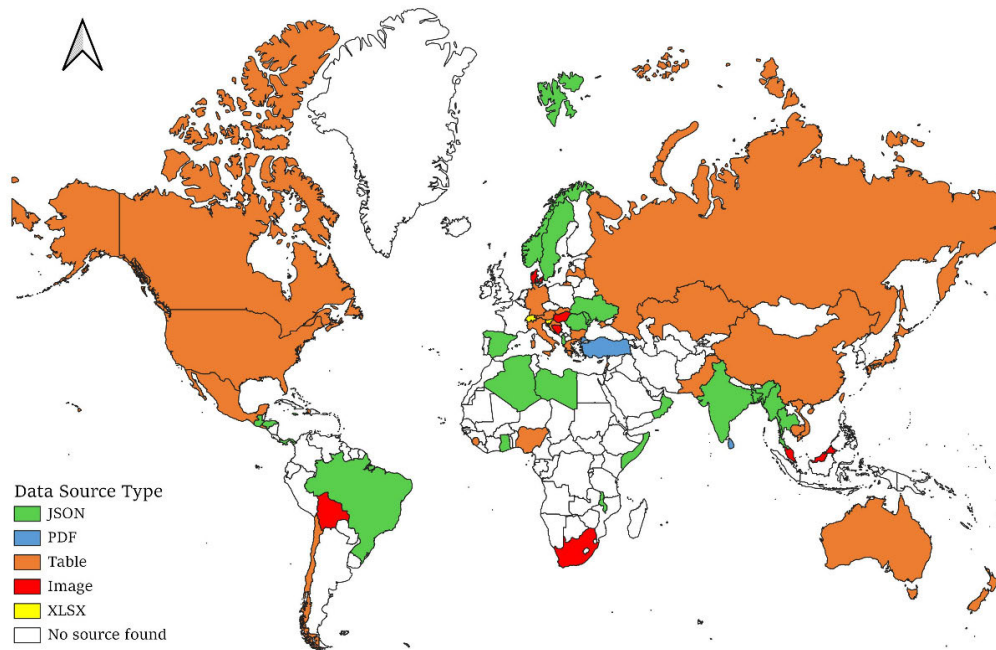 Data Source Type
JSON
PDF
Table
Image
XLSX
No source found